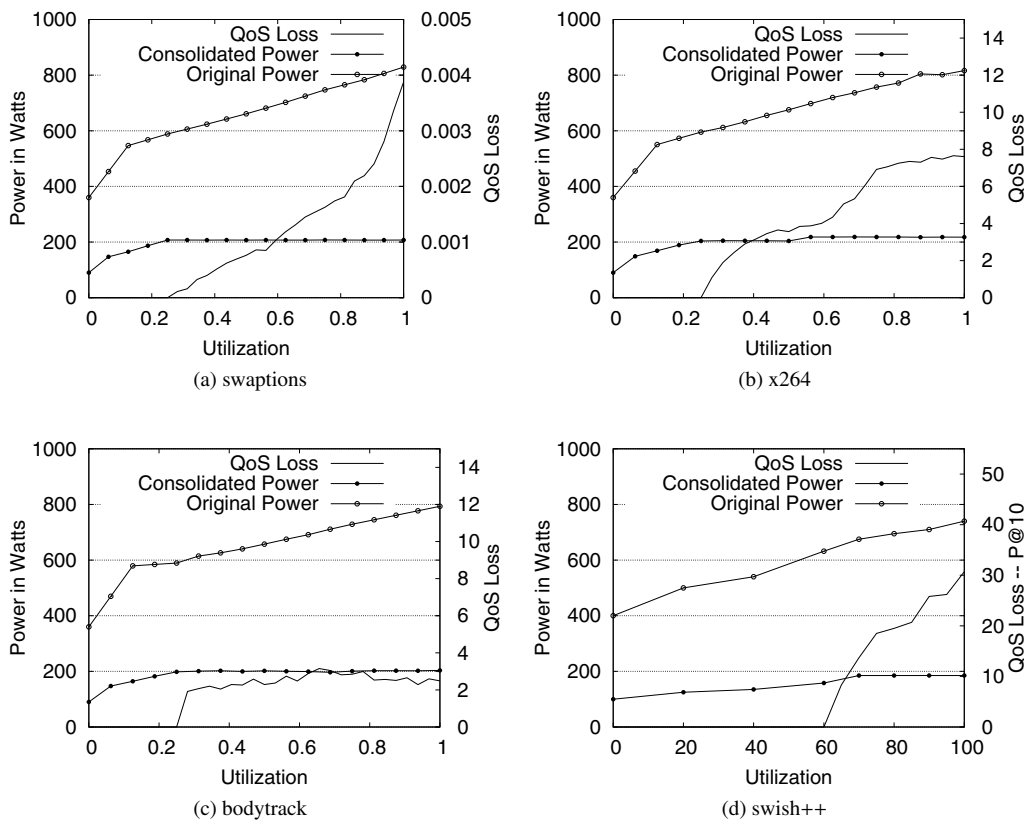 1000
800
600
400
200
0
Power in Watts
QoS Loss
Consolidated Power
Original Power
0.005
0.004
0.003
0.002
0.001
0
QoS Loss
0 0.2 0.4 0.6 0.8 1
Utilization
(a) swaptions
1000
800
600
400
200
0
Power in Watts
QoS Loss
Consolidated Power
Original Power
14
12
10
8
6
4
2
0
QoS Loss
0 0.2 0.4 0.6 0.8 1
Utilization
(b) x264
1000
800
600
400
200
0
Power in Watts
QoS Loss
Consolidated Power
Original Power
14
12
10
8
6
4
2
0
QoS Loss
0 0.2 0.4 0.6 0.8 1
Utilization
(c) bodytrack
1000
800
600
400
200
0
Power in Watts
QoS Loss
Consolidated Power
Original Power
50
40
30
20
10
0
QoS Loss -- P@10
0 20 40 60 80 100
Utilization
(d) swish++